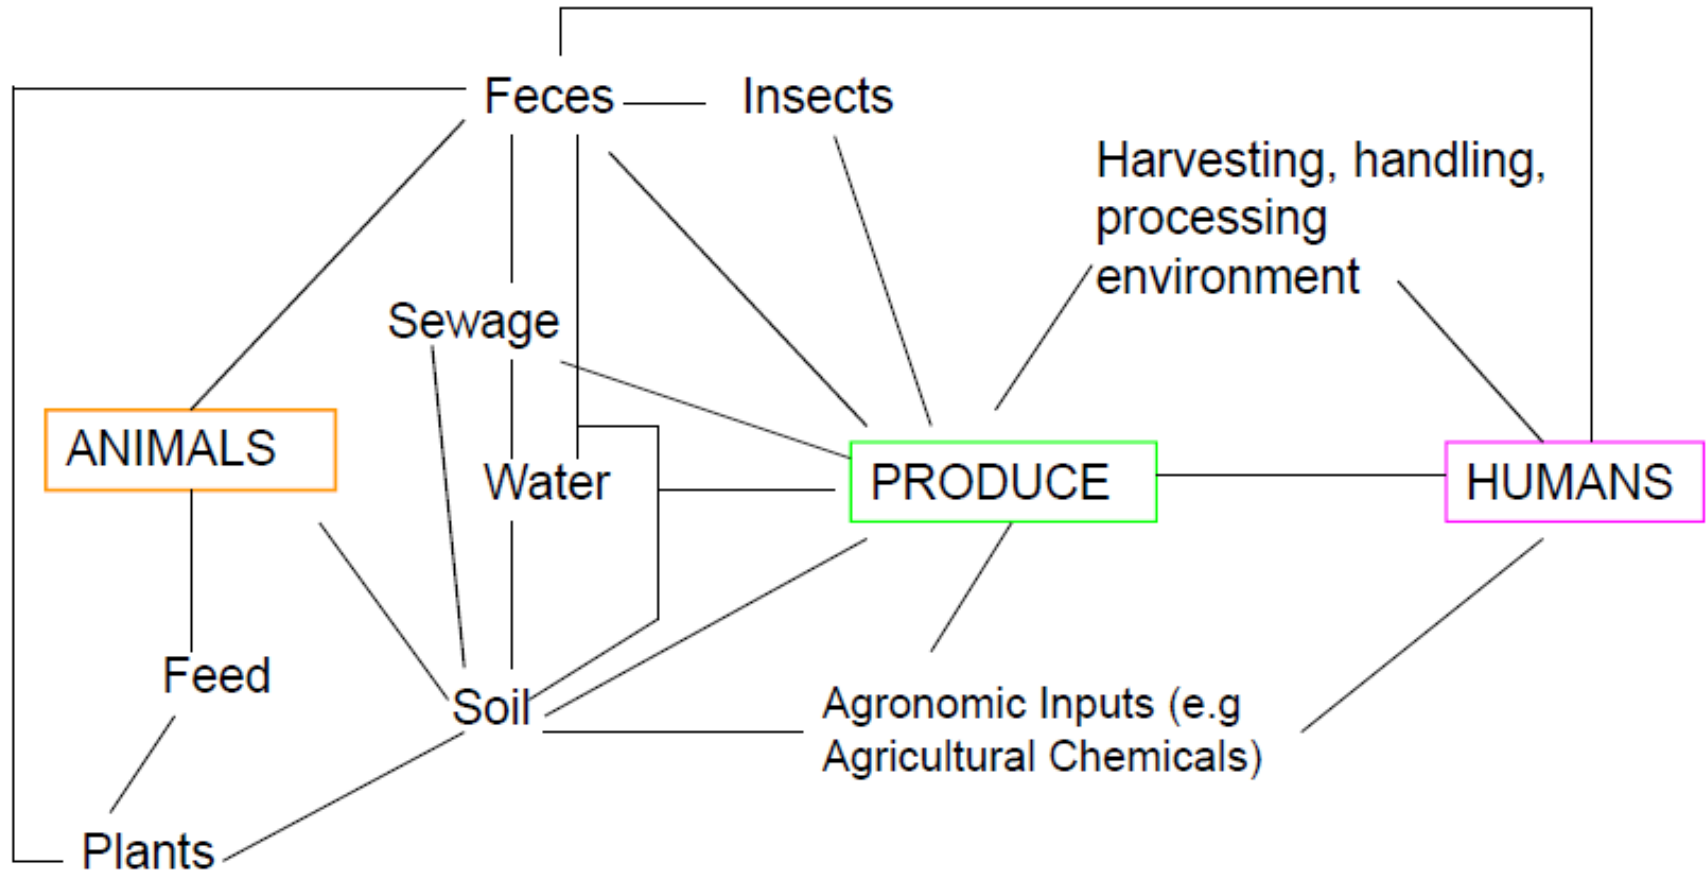 Feces
Insects
Harvesting, handling,
processing
environment
Sewage
ANIMALS
Water
PRODUCE
HUMANS
Feed
Soil
Agronomic Inputs (e.g
Agricultural Chemicals)
Plants